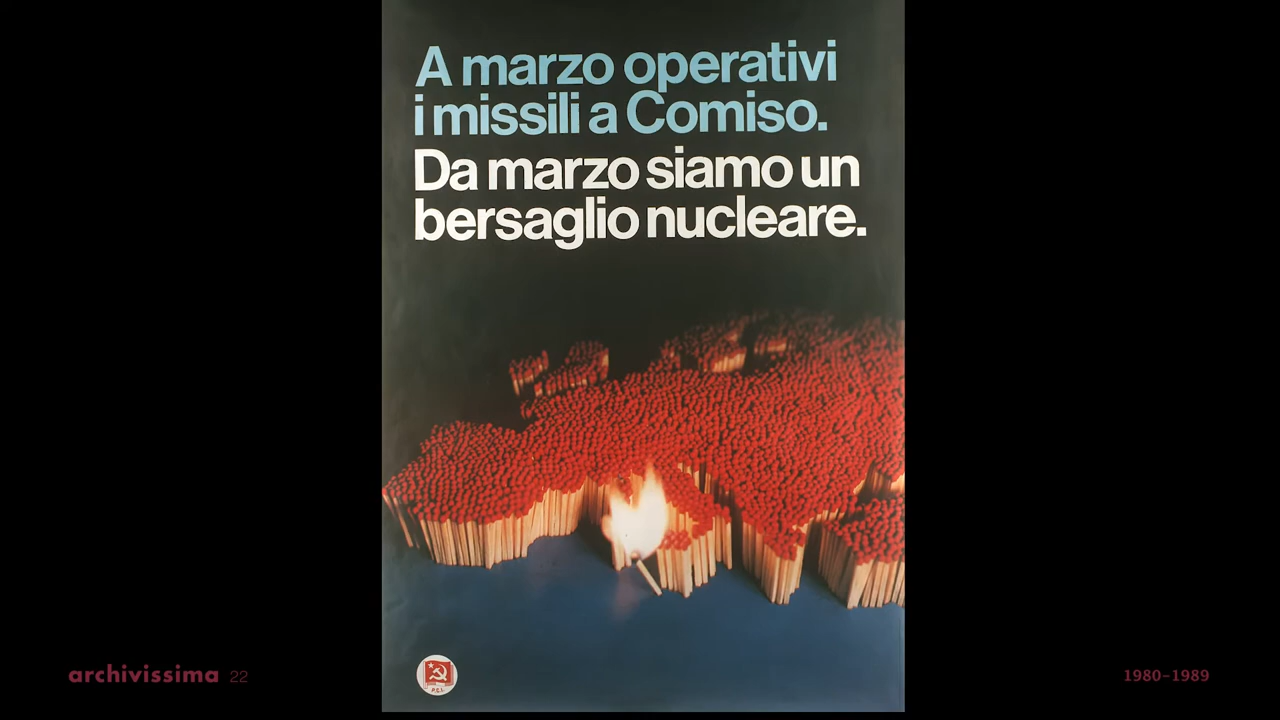 A marzo operativi
i missili a Comiso.
Da marzo siamo un
bersaglio nucleare.
P.C.I.
archivissima 22
1980-1989